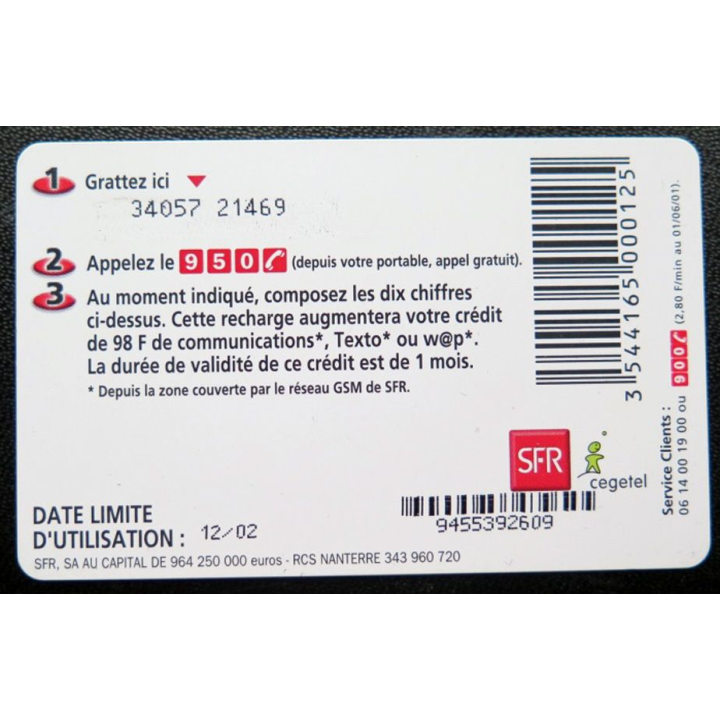 1 Grattez ici
34057 21469
2 Appelez le 950 (depuis votre portable, appel gratuit).
3 Au moment indiqué, composez les dix chiffres
ci-dessus. Cette recharge augmentera votre crédit
de 98 F de communications*, Texto* ou w@p*.
La durée de validité de ce crédit est de 1 mois.
* Depuis la zone couverte par le réseau GSM de SFR.
3 544165 000125
Service Clients :
06 14 00 19 00 ou 900 (2,80 F/min au 01/06/01).
SFR
cegetel
9455392609
DATE LIMITE
D'UTILISATION : 12/02
SFR, SA AU CAPITAL DE 964 250 000 euros - RCS NANTERRE 343 960 720